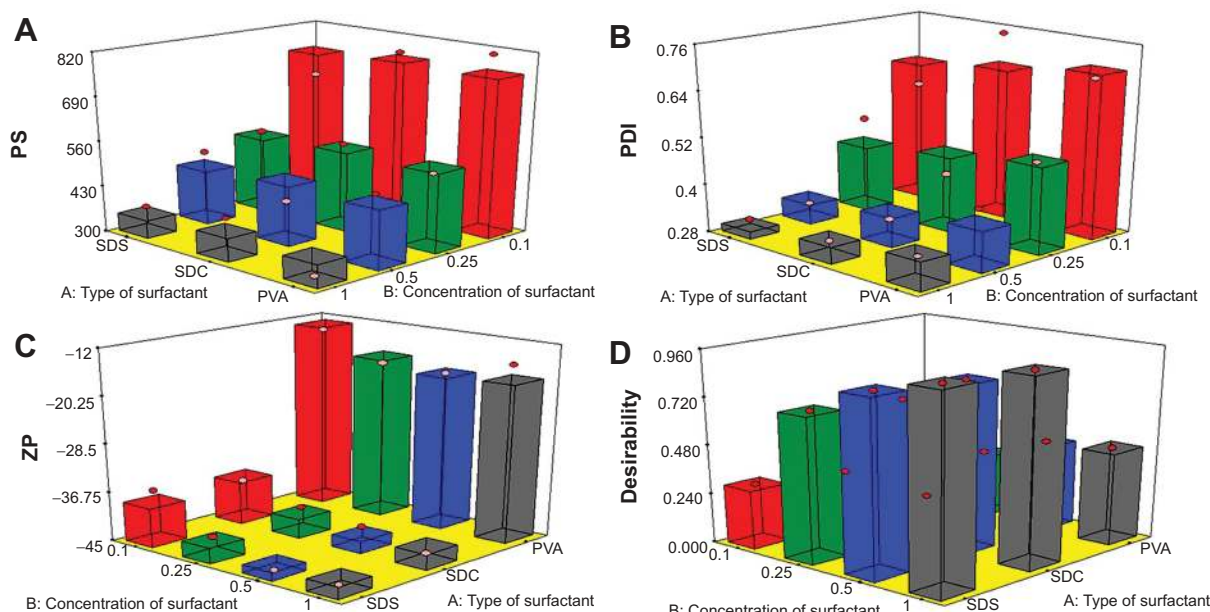 A
820
690
560
430
300
PS
SDS
SDC
PVA
A: Type of surfactant
0.1
0.25
0.5
1
B: Concentration of surfactant
B
0.76
0.64
0.52
0.4
0.28
PDI
SDS
SDC
PVA
A: Type of surfactant
0.1
0.25
0.5
1
B: Concentration of surfactant
C
−12
−20.25
−28.5
−36.75
−45
ZP
0.1
0.25
0.5
1
B: Concentration of surfactant
PVA
SDC
SDS
A: Type of surfactant
D
0.960
0.720
0.480
0.240
0.000
Desirability
0.1
0.25
0.5
1
B: Concentration of surfactant
PVA
SDC
SDS
A: Type of surfactant